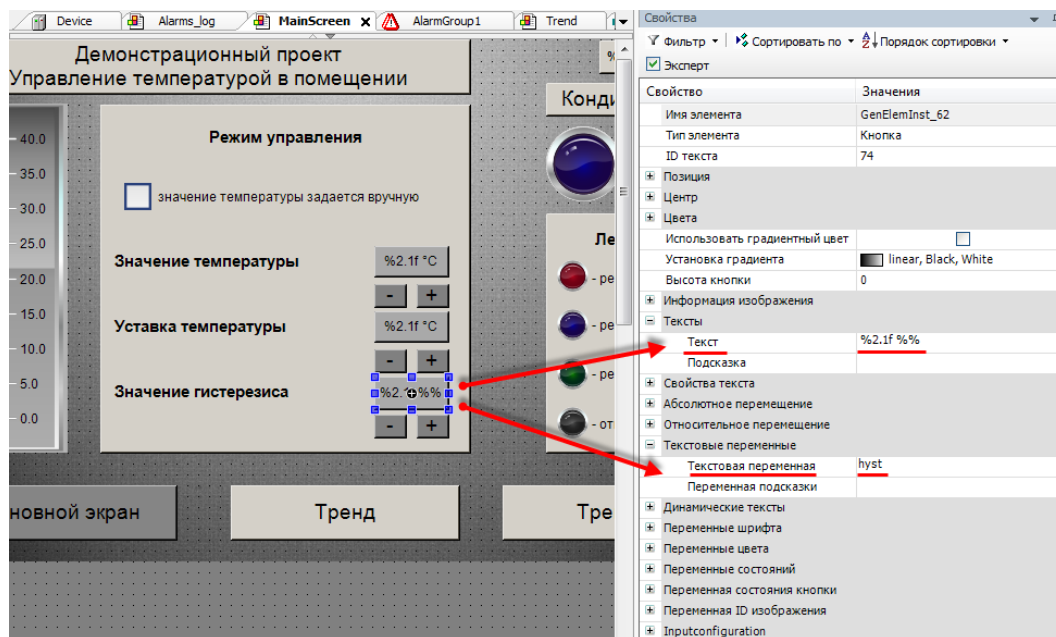 Device
Alarms_log
MainScreen
AlarmGroup1
Trend
Демонстрационный проект
Управление температурой в помещении
Конди
40.0
35.0
30.0
25.0
20.0
15.0
10.0
5.0
0.0
Режим управления
значение температуры задается вручную
Значение температуры
%2.1f °C
- +
Уставка температуры
%2.1f °C
- +
Значение гистерезиса
- +
Ле
- ре
- ре
- ре
- от
новной экран
Тренд
Тре
Свойства
Фильтр
Сортировать по
Порядок сортировки
Эксперт
Свойство Значения
Имя элемента GenElemInst_62
Тип элемента Кнопка
ID текста 74
Позиция
Центр
Цвета
Использовать градиентный цвет
Установка градиента linear, Black, White
Высота кнопки 0
Информация изображения
Тексты
Текст %2.1f %%
Подсказка
Свойства текста
Абсолютное перемещение
Относительное перемещение
Текстовые переменные
Текстовая переменная hyst
Переменная подсказки
Динамические тексты
Переменные шрифта
Переменные цвета
Переменные состояний
Переменная состояния кнопки
Переменная ID изображения
Inputconfiguration